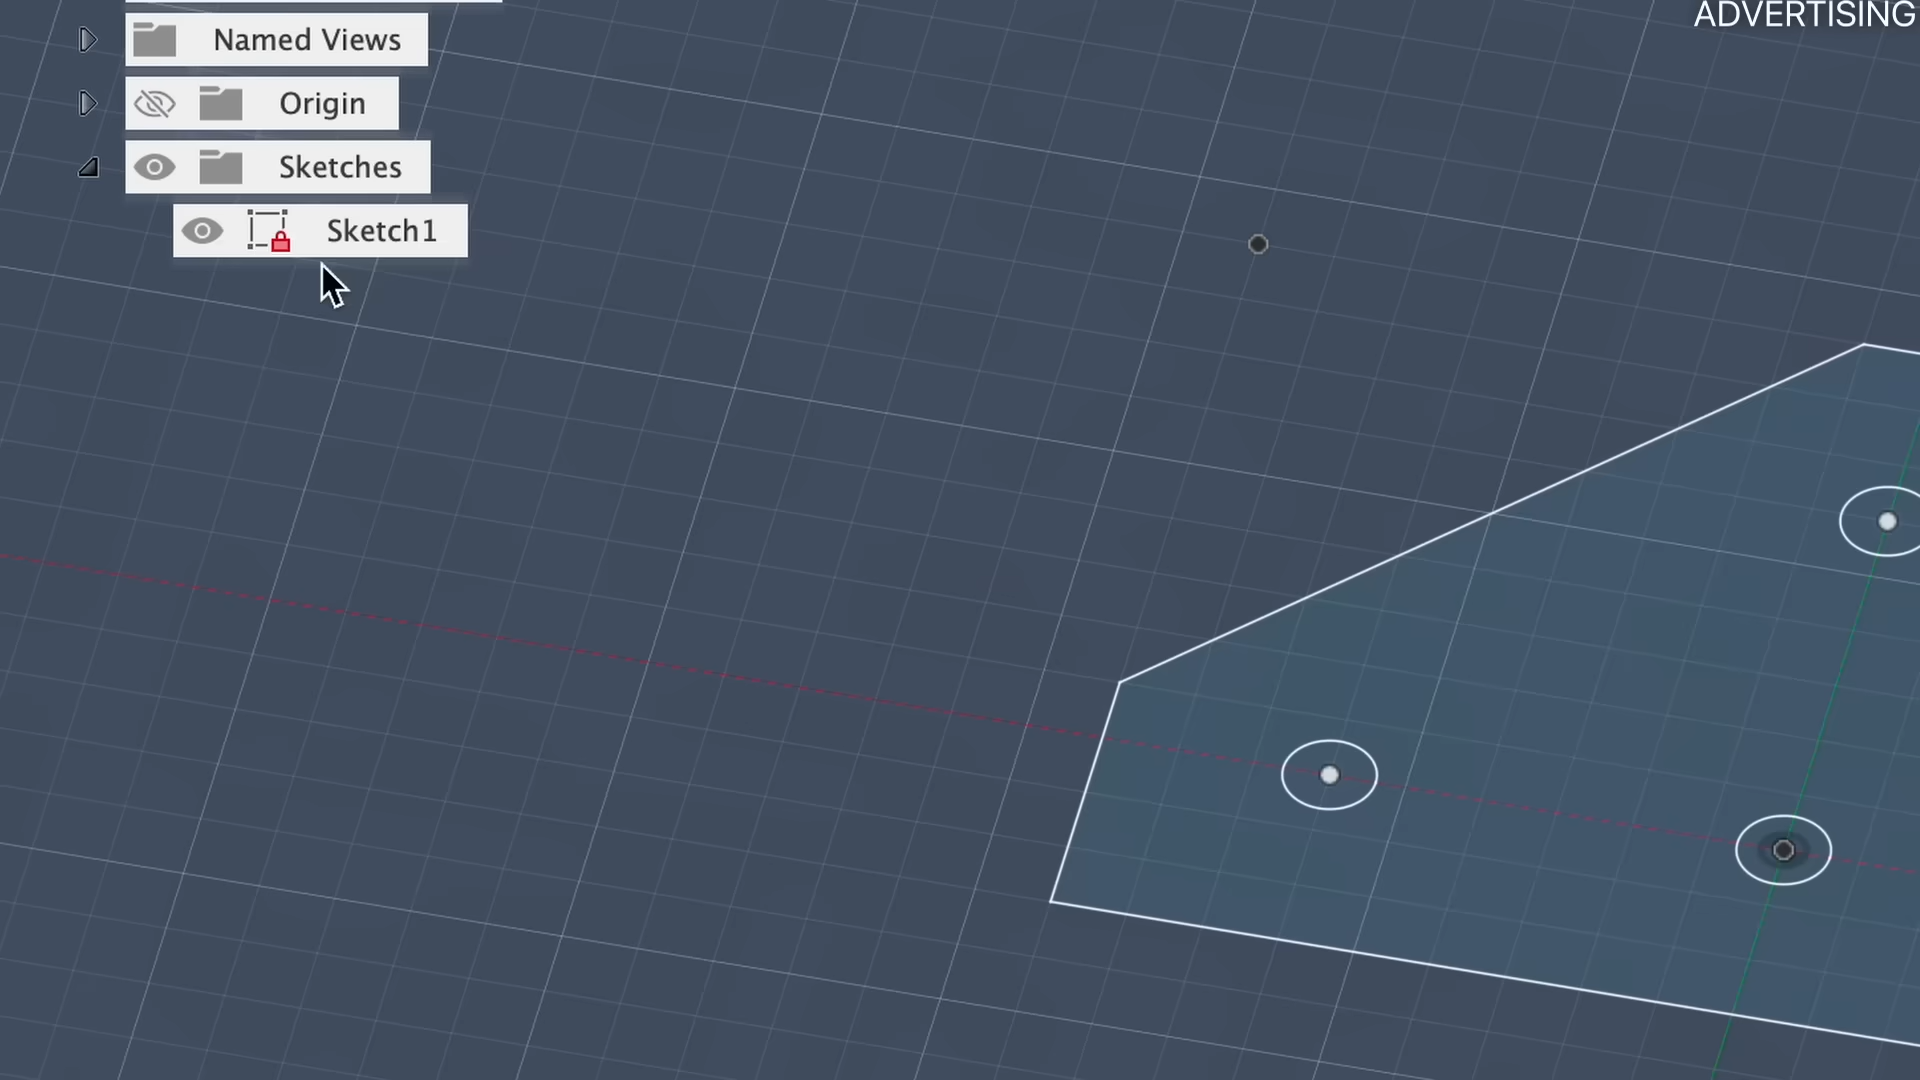 ADVERTISING
Named Views
Origin
Sketches
Sketch1